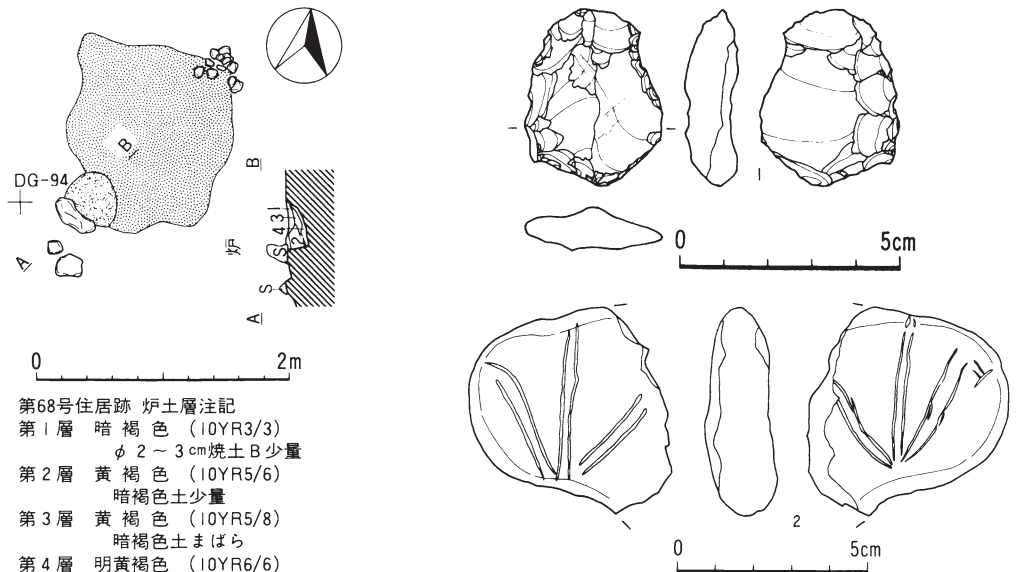 DG-94
B
A
B
炉
1
3
4
2
S
S
A
0 2m
第68号住居跡 炉土層注記
第1層 暗褐色 (10YR3/3)
φ2~3cm焼土B少量
第2層 黄褐色 (10YR5/6)
暗褐色土少量
第3層 黄褐色 (10YR5/8)
暗褐色土まばら
第4層 明黄褐色 (10YR6/6)
1
0 5cm
2
0 5cm